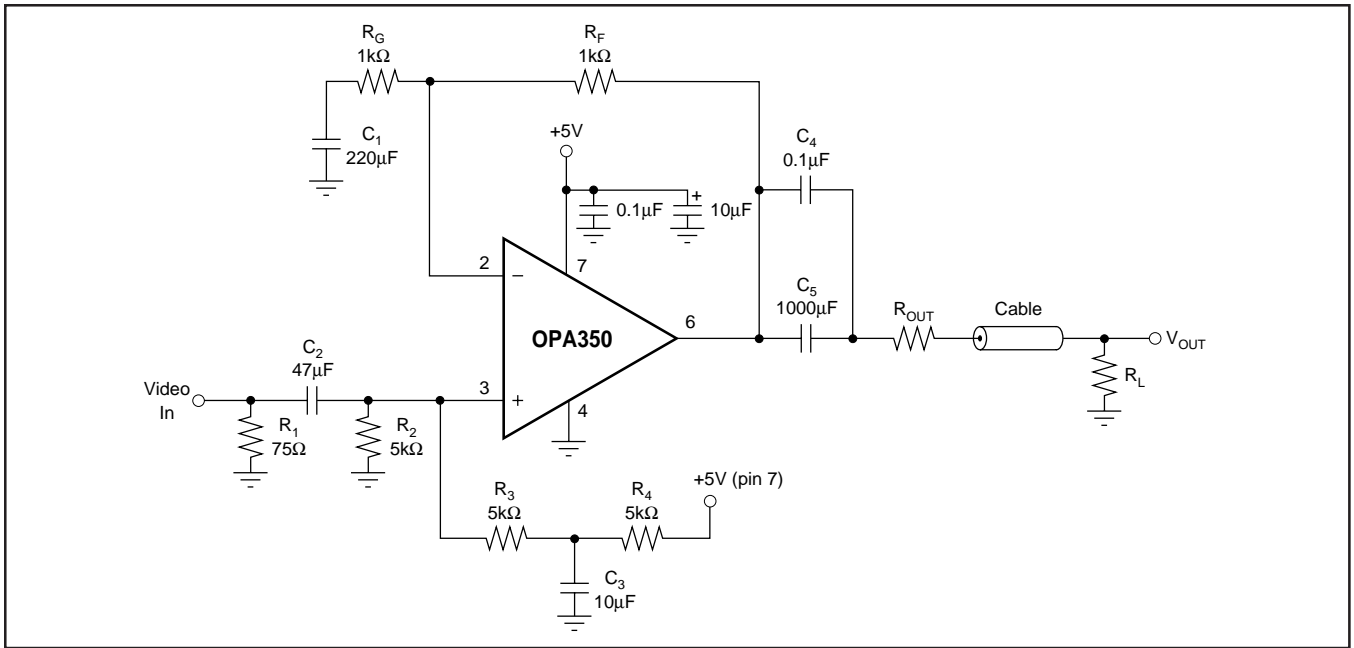 R_G
1kΩ
R_F
1kΩ
C_1
220µF
+5V
C_4
0.1µF
0.1µF
+
10µF
2
−
7
OPA350
6
C_5
1000µF
R_OUT
Cable
V_OUT
R_L
Video
In
C_2
47µF
3
+
4
R_1
75Ω
R_2
5kΩ
R_3
5kΩ
R_4
5kΩ
+5V (pin 7)
C_3
10µF